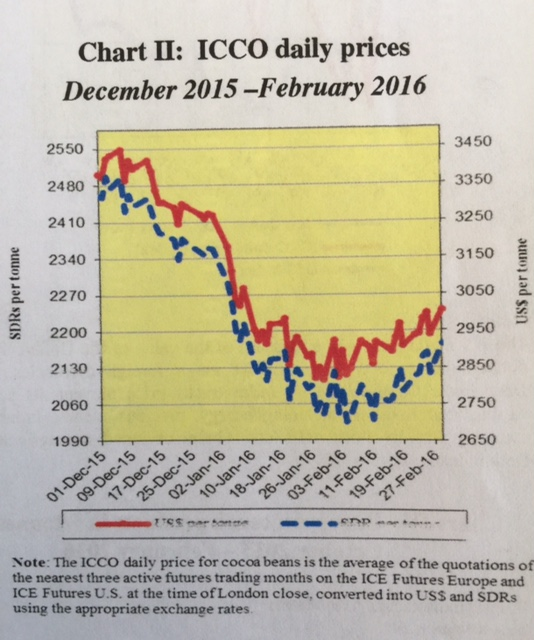 Chart II: ICCO daily prices
December 2015 –February 2016
SDRs per tonne
2550
2480
2410
2340
2270
2200
2130
2060
1990
3450
3350
3250
3150
3050
2950
2850
2750
2650
US$ per tonne
01-Dec-15
09-Dec-15
17-Dec-15
25-Dec-15
02-Jan-16
10-Jan-16
18-Jan-16
26-Jan-16
03-Feb-16
11-Feb-16
19-Feb-16
27-Feb-16
US$ per tonne SDR per tonne
Note: The ICCO daily price for cocoa beans is the average of the quotations of
the nearest three active futures trading months on the ICE Futures Europe and
ICE Futures U.S. at the time of London close, converted into US$ and SDRs
using the appropriate exchange rates.